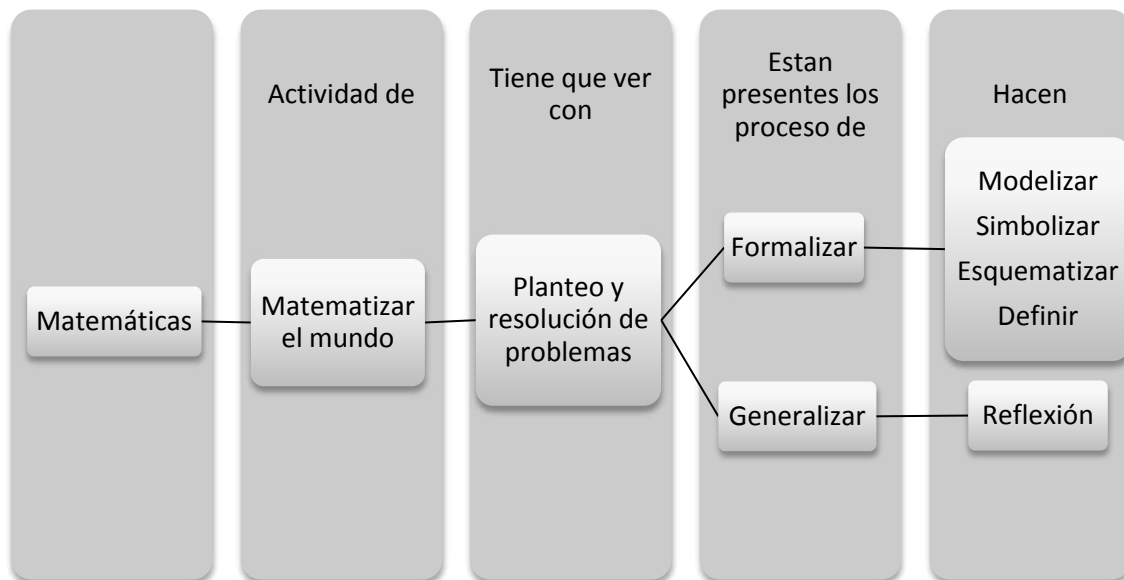 Matemáticas
Actividad de
Matematizar
el mundo
Tiene que ver
con
Planteo y
resolución de
problemas
Estan
presentes los
proceso de
Formalizar
Generalizar
Hacen
Modelizar
Simbolizar
Esquematizar
Definir
Reflexión